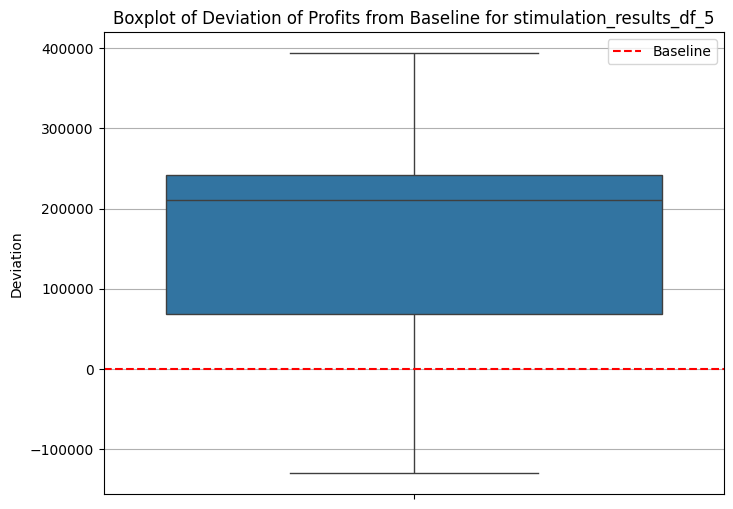 Boxplot of Deviation of Profits from Baseline for stimulation_results_df_5
Baseline
400000
300000
200000
100000
0
−100000
Deviation